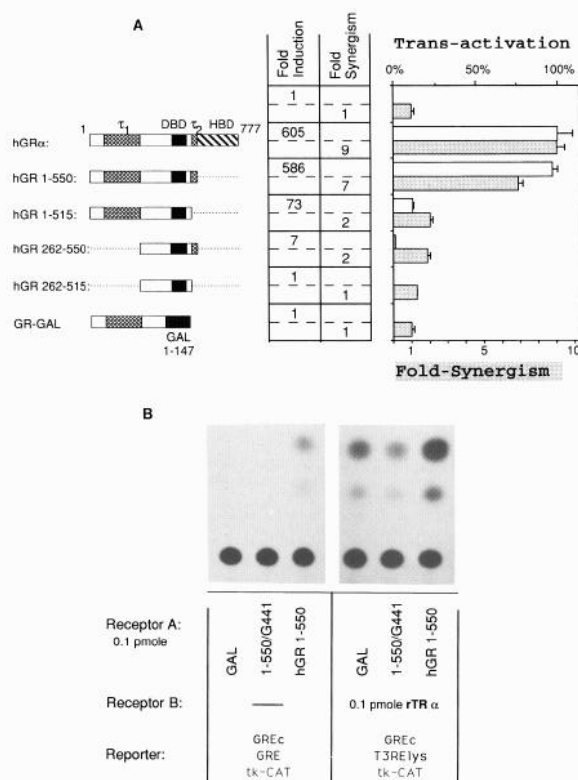 A
Fold Induction
Fold Synergism
Trans-activation
0% 50% 100%
1
1
1 τ1 DBD τ2 HBD 777
hGRα:
605
9
hGR 1-550:
586
7
hGR 1-515:
73
2
hGR 262-550:
7
2
hGR 262-515:
1
1
GR-GAL
1
1
GAL
1-147
1 5 10
Fold-Synergism
B
Receptor A:
0.1 pmole
GAL
1-550/G441
hGR 1-550
GAL
1-550/G441
hGR 1-550
Receptor B:
—
0.1 pmole rTR α
Reporter:
GREc
GRE
tk-CAT
GREc
T3RElys
tk-CAT